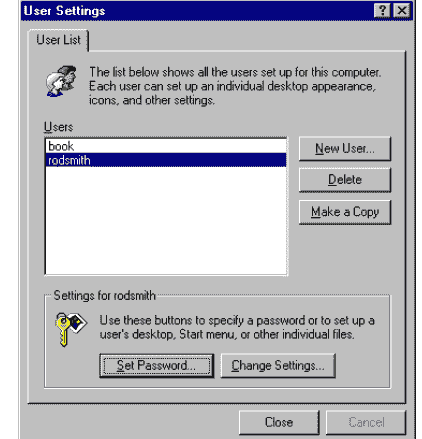 User Settings
User List
The list below shows all the users set up for this computer.
Each user can set up an individual desktop appearance,
icons, and other settings.
Users
book
rodsmith
New User...
Delete
Make a Copy
Settings for rodsmith
Use these buttons to specify a password or to set up a
user's desktop, Start menu, or other individual files.
Set Password...
Change Settings...
Close
Cancel